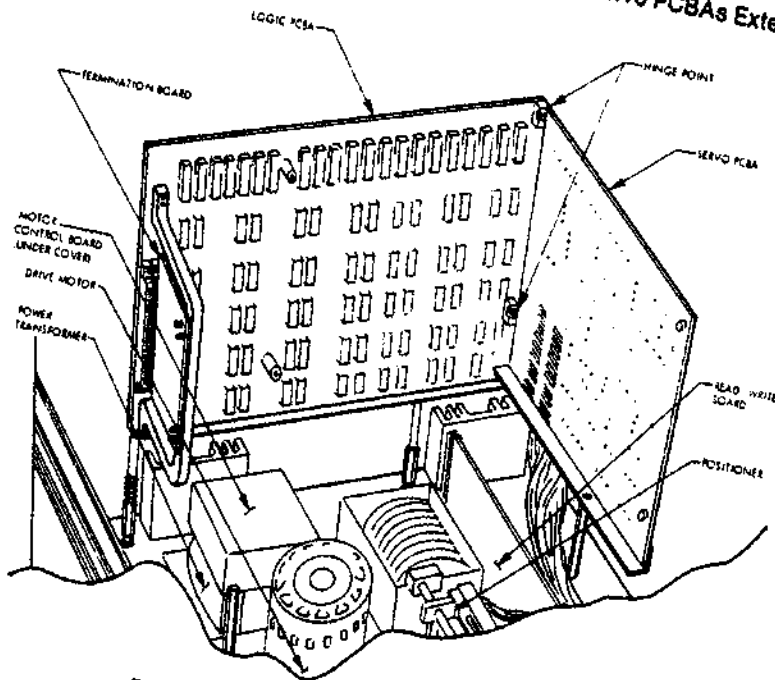 PCBAs Exte
LOGIC PCBA
TERMINATION BOARD
HINGE POINT
SERVO PCBA
MOTOR
CONTROL BOARD
UNDER COVER)
DRIVE MOTOR
POWER
TRANSFORMER
READ WRITE
BOARD
POSITIONER